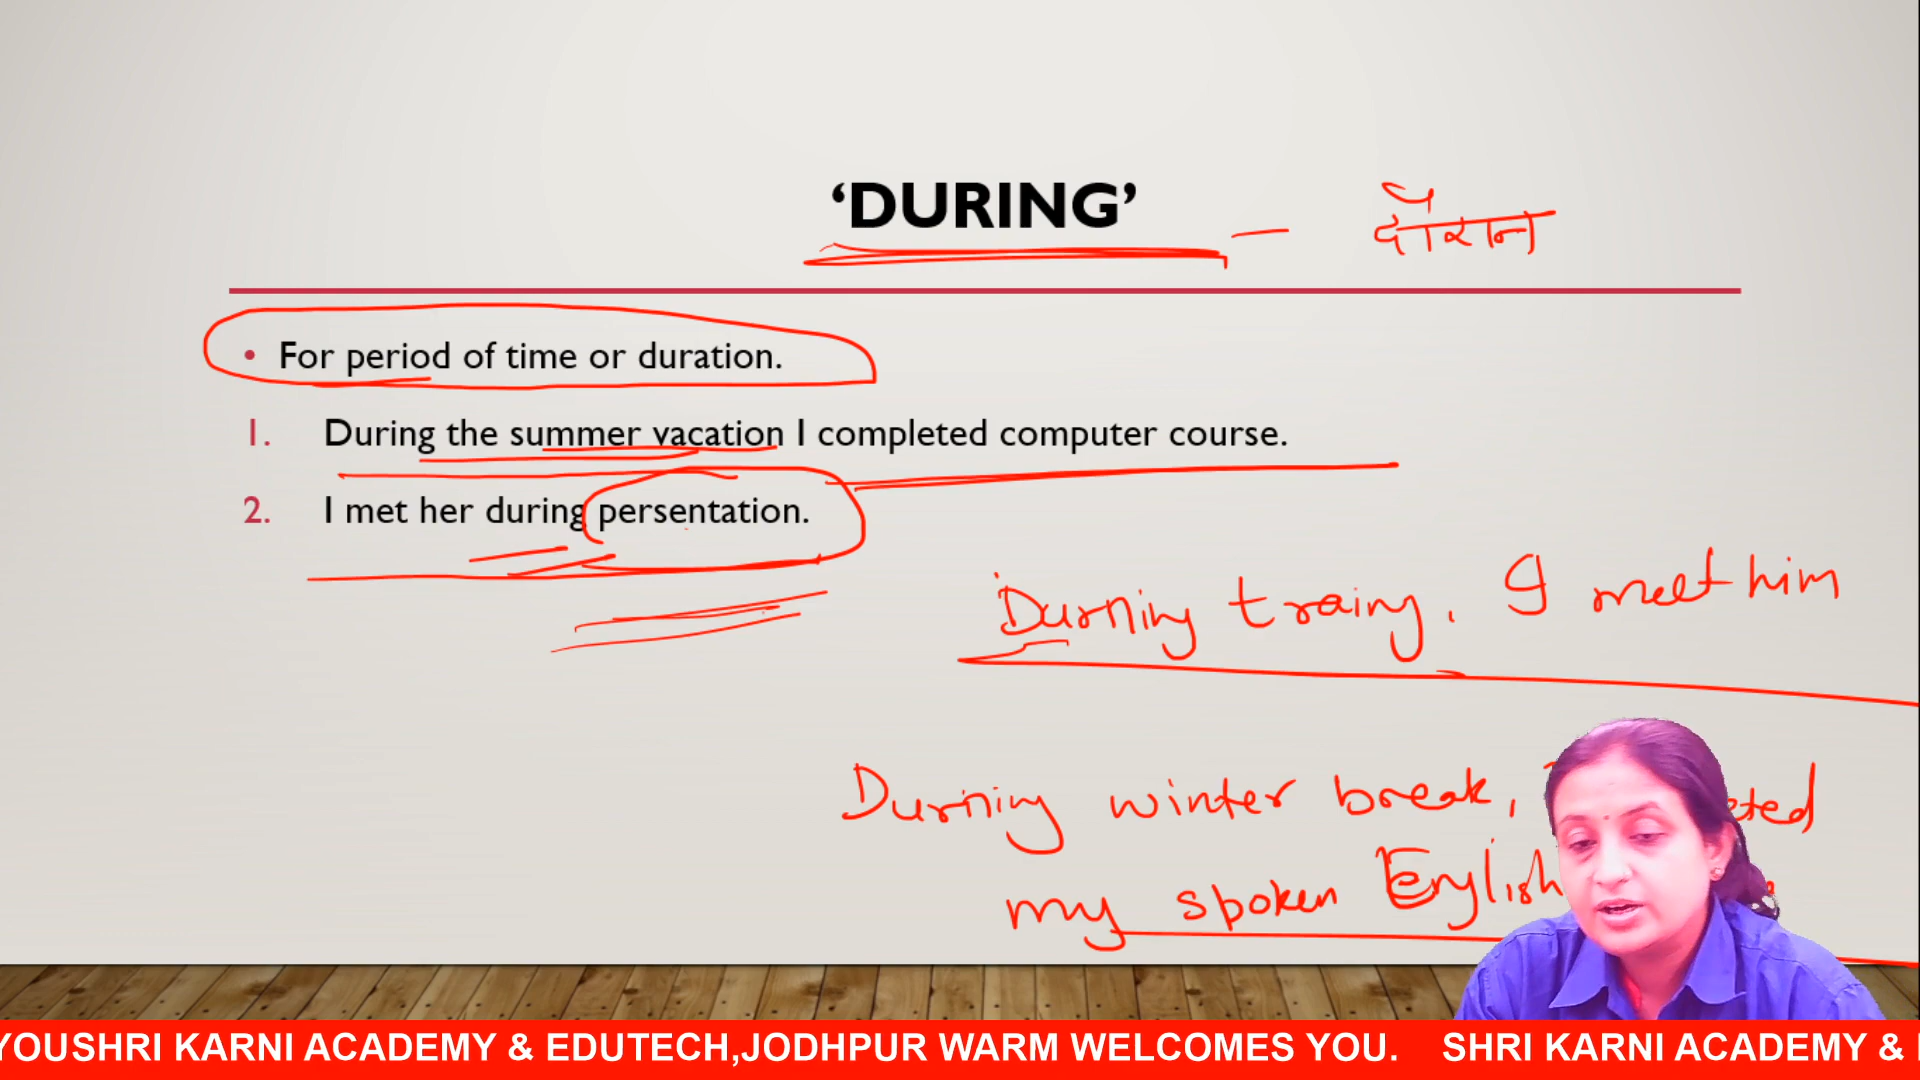 ‘DURING’
दौरान
• For period of time or duration.
1. During the summer vacation I completed computer course.
2. I met her during persentation.
Durning trainy, I meet him
Durning winter break,
my spoken English
YOUSHRI KARNI ACADEMY & EDUTECH,JODHPUR WARM WELCOMES YOU. SHRI KARNI ACADEMY &